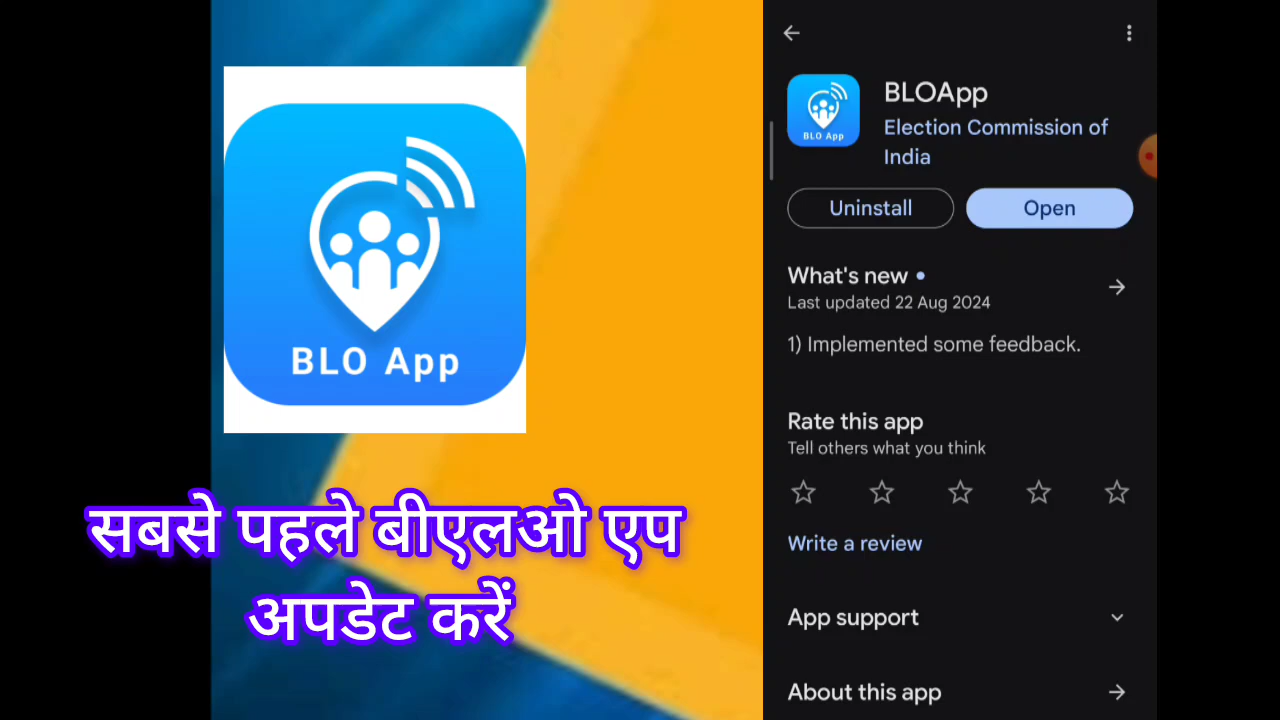 BLO App
सबसे पहले बीएलओ एप
अपडेट करें
BLO App
BLOApp
Election Commission of
India
Uninstall
Open
What's new
Last updated 22 Aug 2024
1) Implemented some feedback.
Rate this app
Tell others what you think
Write a review
App support
About this app